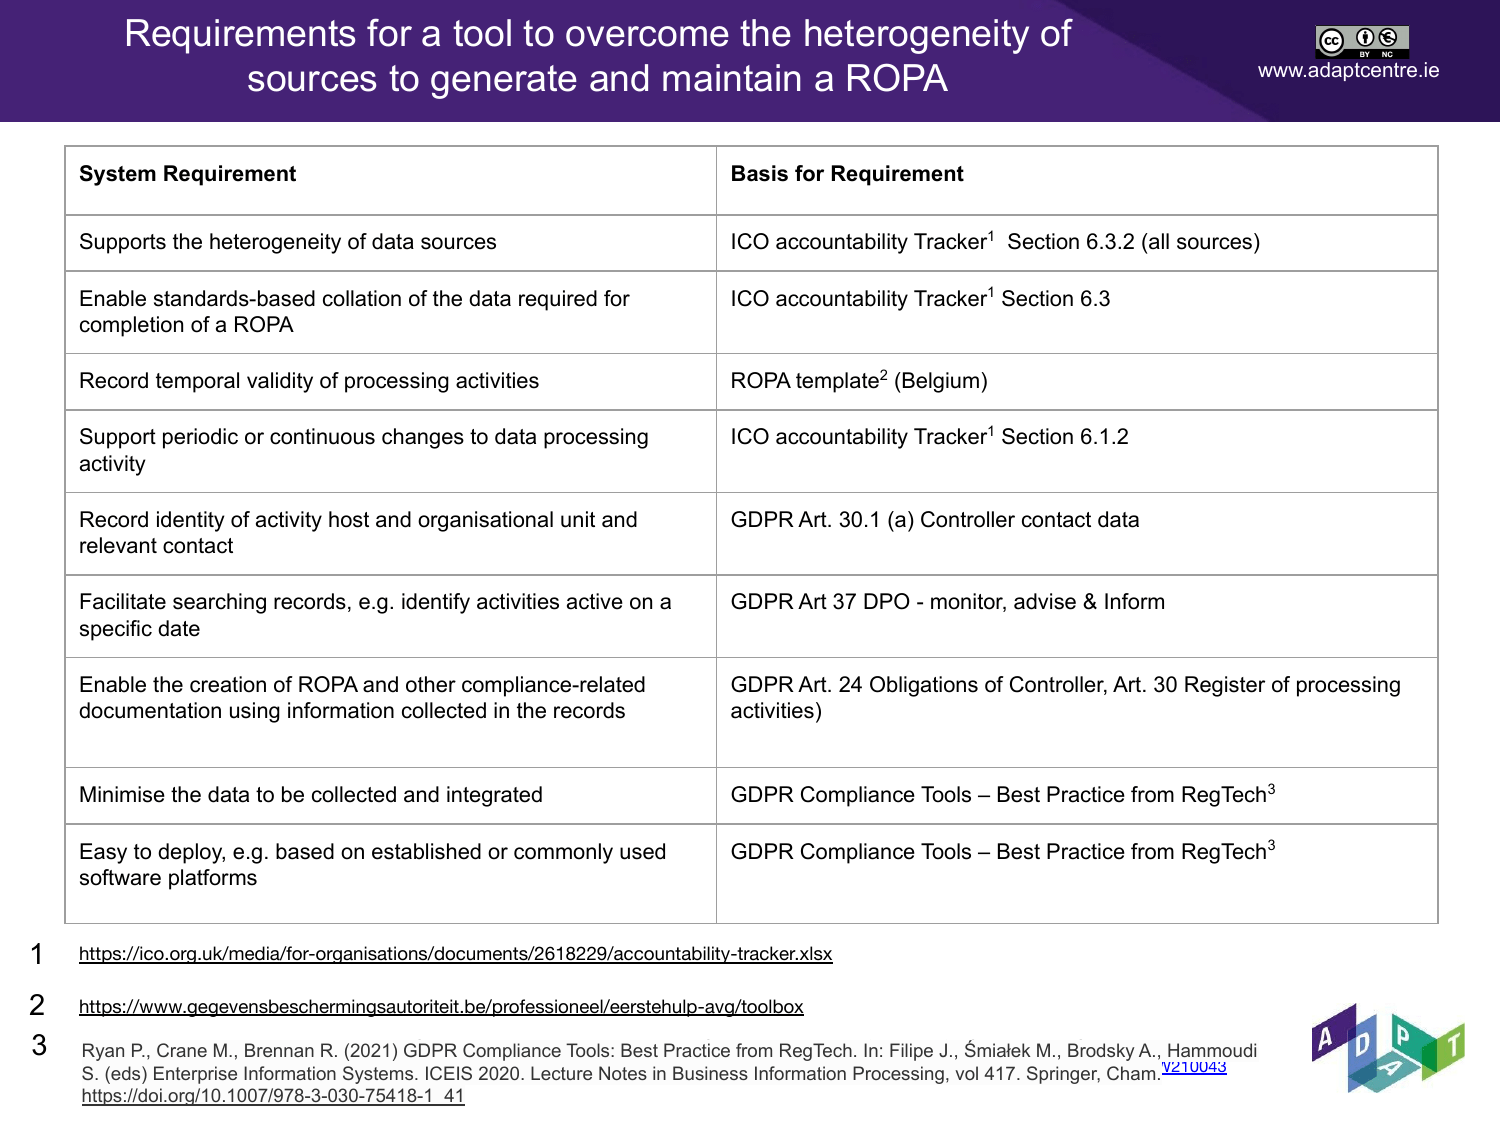 Requirements for a tool to overcome the heterogeneity of
sources to generate and maintain a ROPA
cc BY NC
www.adaptcentre.ie
System Requirement
Basis for Requirement
Supports the heterogeneity of data sources
ICO accountability Tracker1 Section 6.3.2 (all sources)
Enable standards-based collation of the data required for
completion of a ROPA
ICO accountability Tracker1 Section 6.3
Record temporal validity of processing activities
ROPA template2 (Belgium)
Support periodic or continuous changes to data processing
activity
ICO accountability Tracker1 Section 6.1.2
Record identity of activity host and organisational unit and
relevant contact
GDPR Art. 30.1 (a) Controller contact data
Facilitate searching records, e.g. identify activities active on a
specific date
GDPR Art 37 DPO - monitor, advise & Inform
Enable the creation of ROPA and other compliance-related
documentation using information collected in the records
GDPR Art. 24 Obligations of Controller, Art. 30 Register of processing
activities)
Minimise the data to be collected and integrated
GDPR Compliance Tools – Best Practice from RegTech3
Easy to deploy, e.g. based on established or commonly used
software platforms
GDPR Compliance Tools – Best Practice from RegTech3
1 https://ico.org.uk/media/for-organisations/documents/2618229/accountability-tracker.xlsx
2 https://www.gegevensbeschermingsautoriteit.be/professioneel/eerstehulp-avg/toolbox
3 Ryan P., Crane M., Brennan R. (2021) GDPR Compliance Tools: Best Practice from RegTech. In: Filipe J., Śmiałek M., Brodsky A., Hammoudi
S. (eds) Enterprise Information Systems. ICEIS 2020. Lecture Notes in Business Information Processing, vol 417. Springer, Cham.
https://doi.org/10.1007/978-3-030-75418-1_41
ADAPT